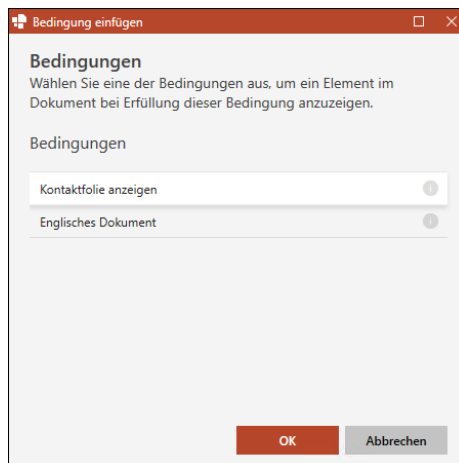 Bedingung einfügen
Bedingungen
Wählen Sie eine der Bedingungen aus, um ein Element im
Dokument bei Erfüllung dieser Bedingung anzuzeigen.
Bedingungen
Kontaktfolie anzeigen
Englisches Dokument
OK
Abbrechen